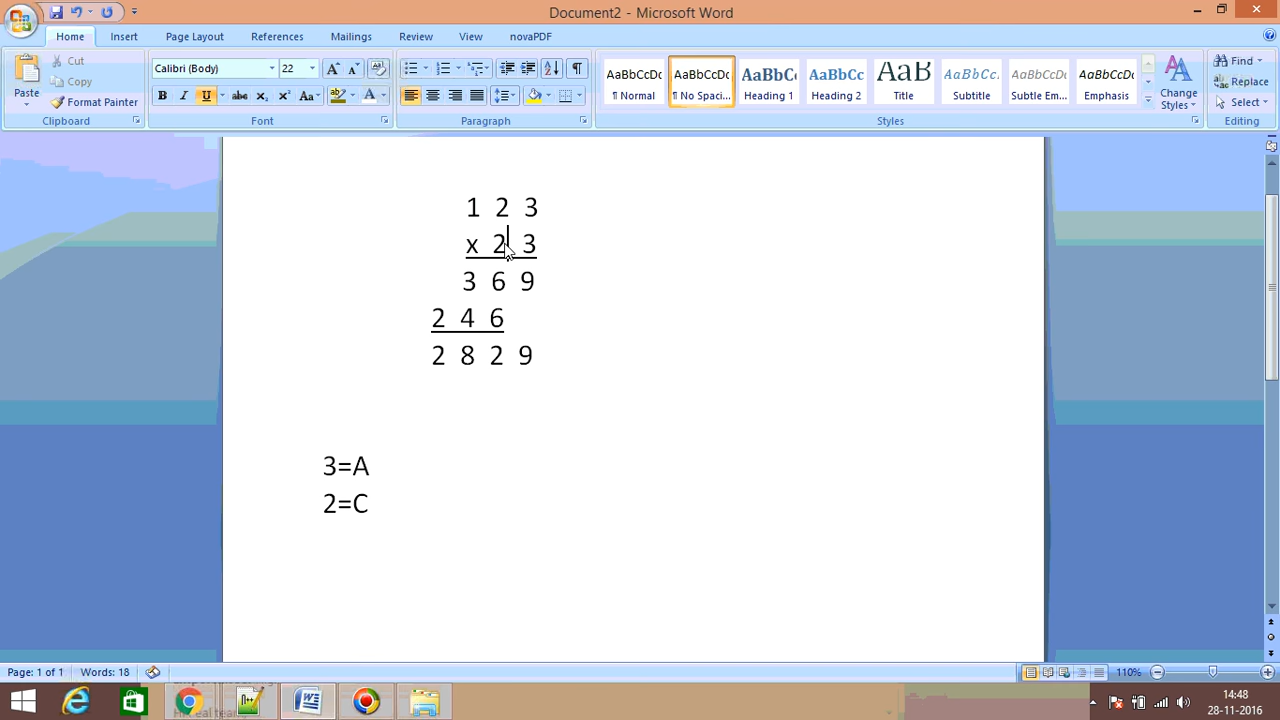 Document2 - Microsoft Word
Home Insert Page Layout References Mailings Review View novaPDF
Paste Cut Copy Format Painter
Clipboard
Calibri (Body) 22
Font
Paragraph
AaBbCcDc ¶ Normal
AaBbCcDc ¶ No Spaci...
AaBbCc Heading 1
AaBbCc Heading 2
AaB Title
AaBbCc. Subtitle
AaBbCcDc Subtle Em...
AaBbCcDc Emphasis
Change Styles
Styles
Find
Replace
Select
Editing
1 2 3
x 2 3
3 6 9
2 4 6
2 8 2 9
3=A
2=C
Page: 1 of 1 Words: 18 110%
14:48
28-11-2016